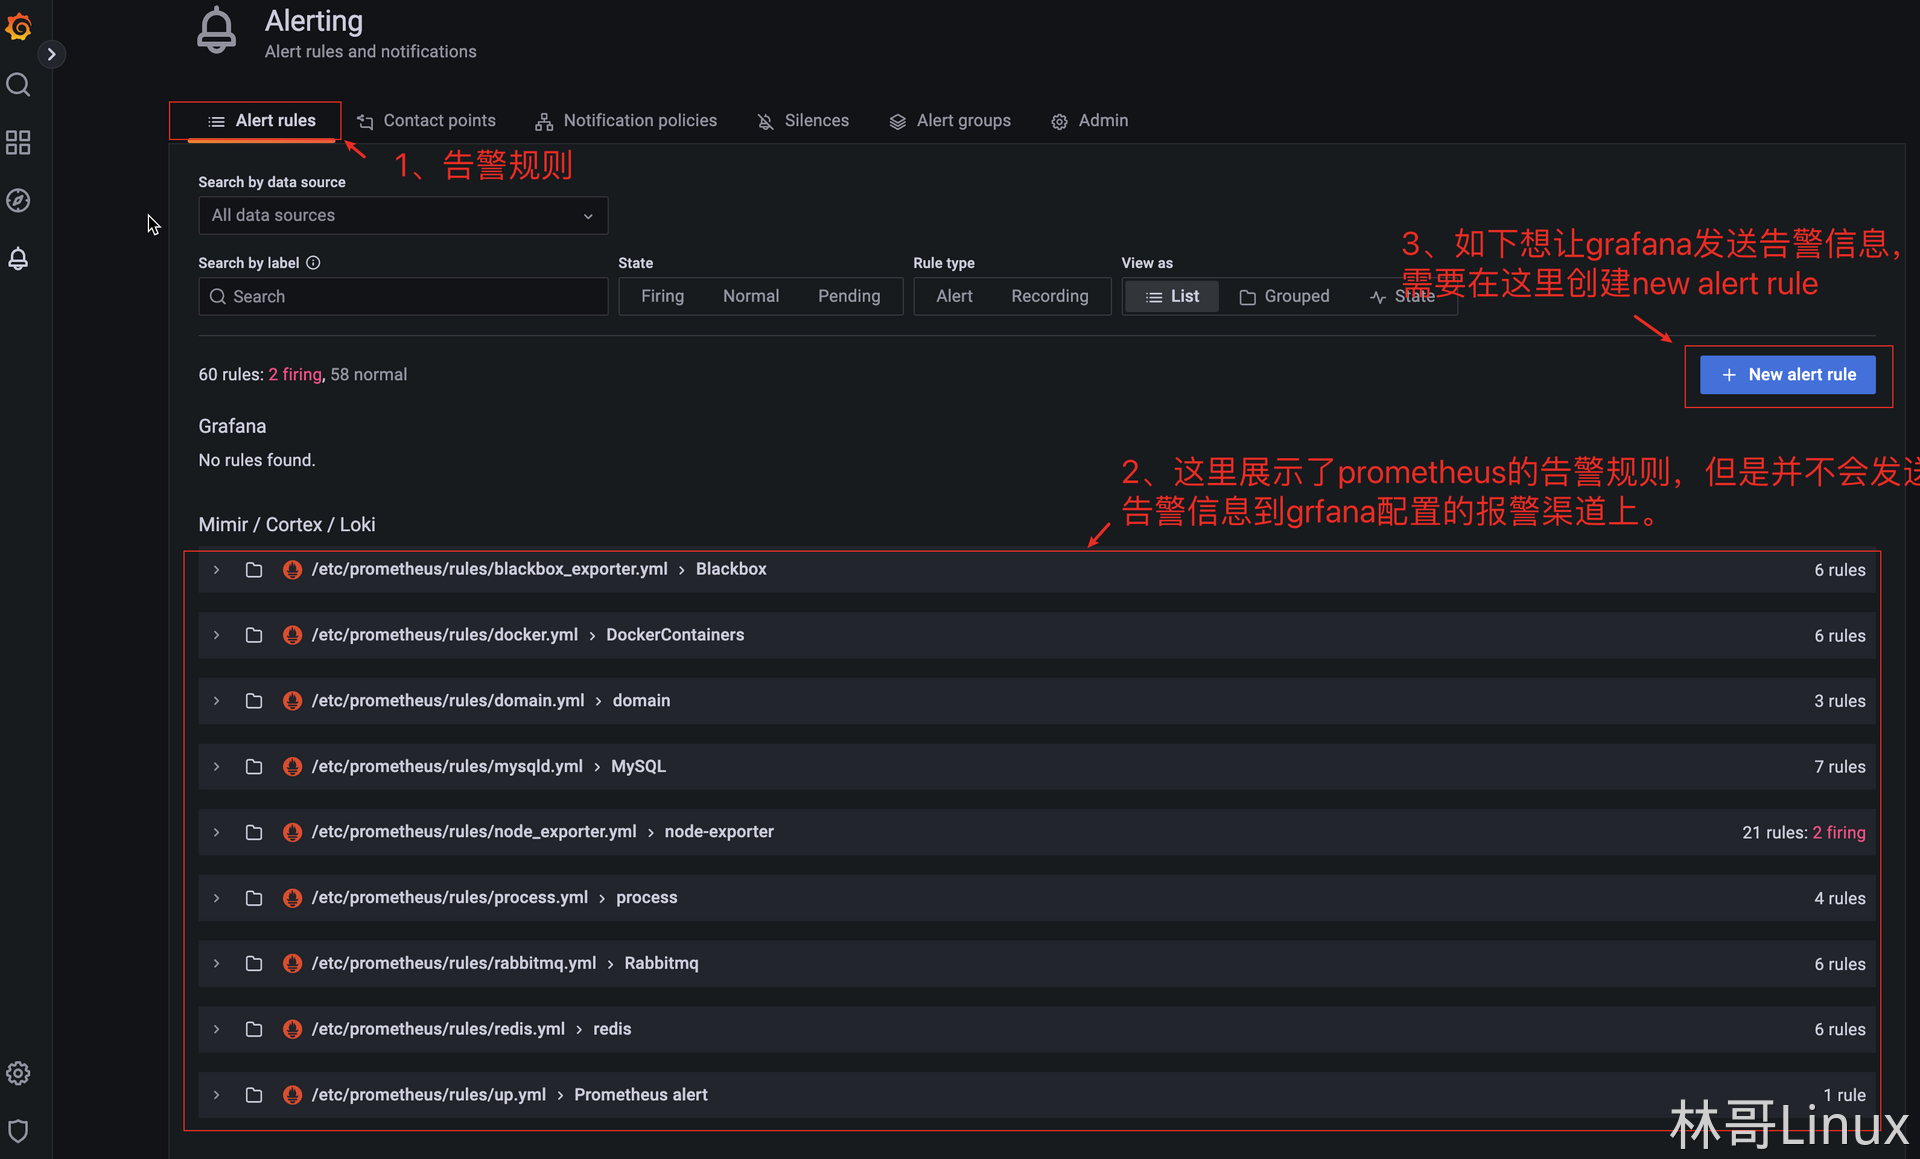 Alerting
Alert rules and notifications
Alert rules
Contact points
Notification policies
Silences
Alert groups
Admin
1、告警规则
Search by data source
All data sources
3、如下想让grafana发送告警信息，
需要在这里创建new alert rule
Search by label
State
Rule type
View as
Search
Firing
Normal
Pending
Alert
Recording
List
Grouped
State
60 rules: 2 firing, 58 normal
+ New alert rule
Grafana
No rules found.
2、这里展示了prometheus的告警规则，但是并不会发送
告警信息到grfana配置的报警渠道上。
Mimir / Cortex / Loki
/etc/prometheus/rules/blackbox_exporter.yml › Blackbox
6 rules
/etc/prometheus/rules/docker.yml › DockerContainers
6 rules
/etc/prometheus/rules/domain.yml › domain
3 rules
/etc/prometheus/rules/mysqld.yml › MySQL
7 rules
/etc/prometheus/rules/node_exporter.yml › node-exporter
21 rules: 2 firing
/etc/prometheus/rules/process.yml › process
4 rules
/etc/prometheus/rules/rabbitmq.yml › Rabbitmq
6 rules
/etc/prometheus/rules/redis.yml › redis
6 rules
/etc/prometheus/rules/up.yml › Prometheus alert
1 rule
林哥Linux